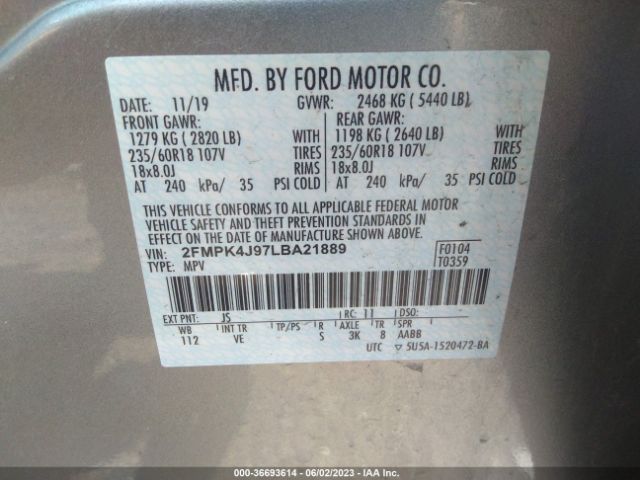 MFD. BY FORD MOTOR CO.
DATE: 11/19 GVWR: 2468 KG ( 5440 LB)
FRONT GAWR: REAR GAWR:
1279 KG ( 2820 LB) WITH 1198 KG ( 2640 LB) WITH
235/60R18 107V TIRES 235/60R18 107V TIRES
18x8.0J RIMS 18x8.0J RIMS
AT 240 kPa/ 35 PSI COLD AT 240 kPa/ 35 PSI COLD
THIS VEHICLE CONFORMS TO ALL APPLICABLE FEDERAL MOTOR
VEHICLE SAFETY AND THEFT PREVENTION STANDARDS IN
EFFECT ON THE DATE OF MANUFACTURE SHOWN ABOVE.
VIN: 2FMPK4J97LBA21889 F0104
TYPE: MPV T0359
EXT PNT: JS RC: 11 DSO:
WB INT TR TP/PS R AXLE TR SPR
112 VE S 3K 8 AABB
UTC ▽ 5U5A-1520472-BA
000-36693614 - 06/02/2023 - IAA Inc.